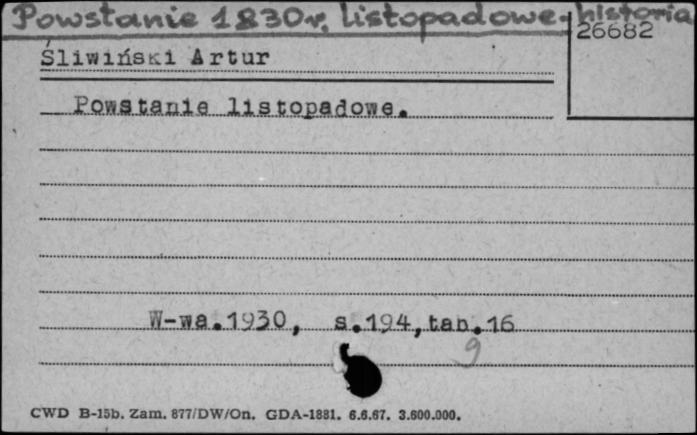 Powstanie 1830r. listopadowe-historia
26682
Śliwiński Artur
Powstanie listopadowe.
W-wa.1930, s.194,tab.16
9
CWD B-15b. Zam. 877/DW/On. GDA-1881. 6.6.67. 3.600.000.